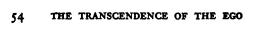 54 THE TRANSCENDENCE OF THE EGO